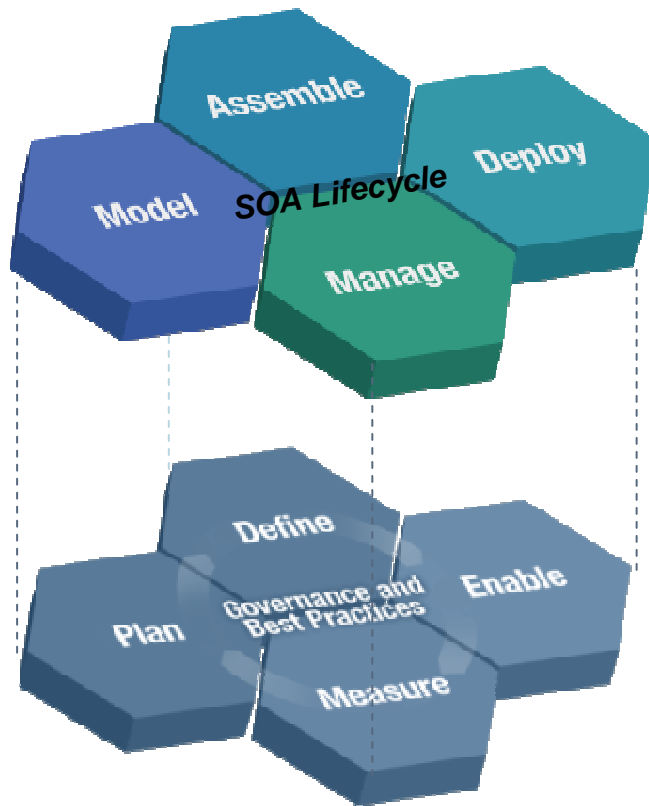 Assemble
Deploy
Model
SOA Lifecycle
Manage
Define
Enable
Governance and
Best Practices
Plan
Measure